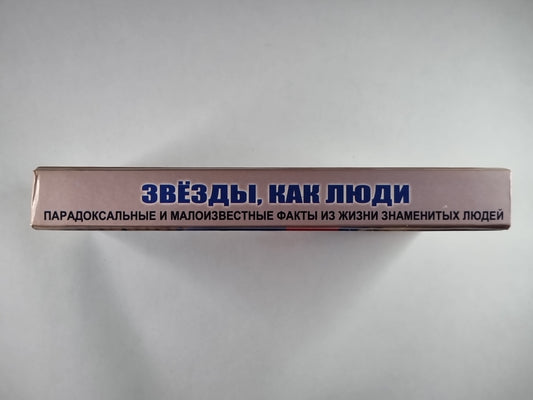 ЗВЁЗДЫ, КАК ЛЮДИ
ПАРАДОКСАЛЬНЫЕ И МАЛОИЗВЕСТНЫЕ ФАКТЫ ИЗ ЖИЗНИ ЗНАМЕНИТЫХ ЛЮДЕЙ